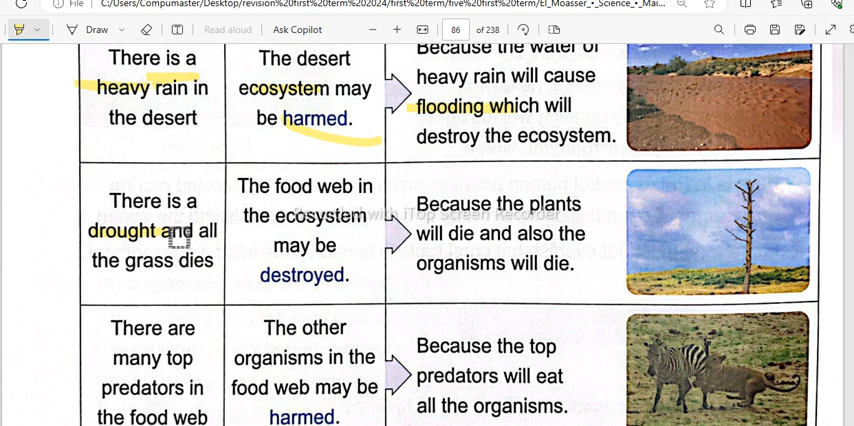 File
C:/Users/Compumaster/Desktop/revision%20first%20term%202024/first%20term/five%20first%20term/El_Moasser_•_Science_•_Mai...
Draw
Read aloud
Ask Copilot
86 of 238
There is a
heavy rain in
the desert
The desert
ecosystem may
be harmed.
Because the water of
heavy rain will cause
flooding which will
destroy the ecosystem.
There is a
drought and all
the grass dies
The food web in
the ecosystem
may be
destroyed.
Because the plants
will die and also the
organisms will die.
Recorded with iTop Screen Recorder
There are
many top
predators in
the food web
The other
organisms in the
food web may be
harmed.
Because the top
predators will eat
all the organisms.